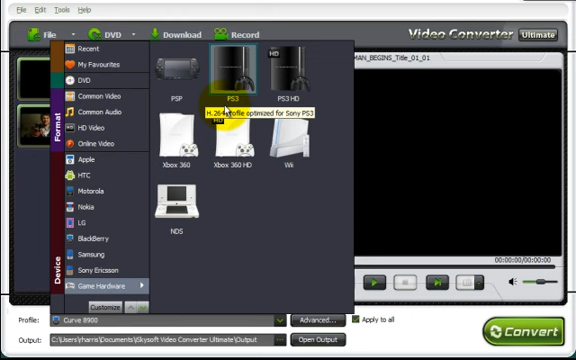 File Edit Tools Help
File DVD Download Record Video Converter Ultimate
Recent
My Favourites
DVD
Common Video
Common Audio
HD Video
Online Video
Apple
HTC
Motorola
Nokia
LG
BlackBerry
Samsung
Sony Ericsson
Game Hardware
Customize
Format
Device
HD
PSP PS3 PS3 HD
H.264 profile optimized for Sony PS3
HD
Xbox 360 Xbox 360 HD Wii
NDS
MAN_BEGINS_Title_01_01
00:00:00/00:00:00
Profile: Curve 8900 Advanced... Apply to all
Output: C:\Users\rharris\Documents\Skysoft Video Converter Ultimate\Output ... Open Output
Convert